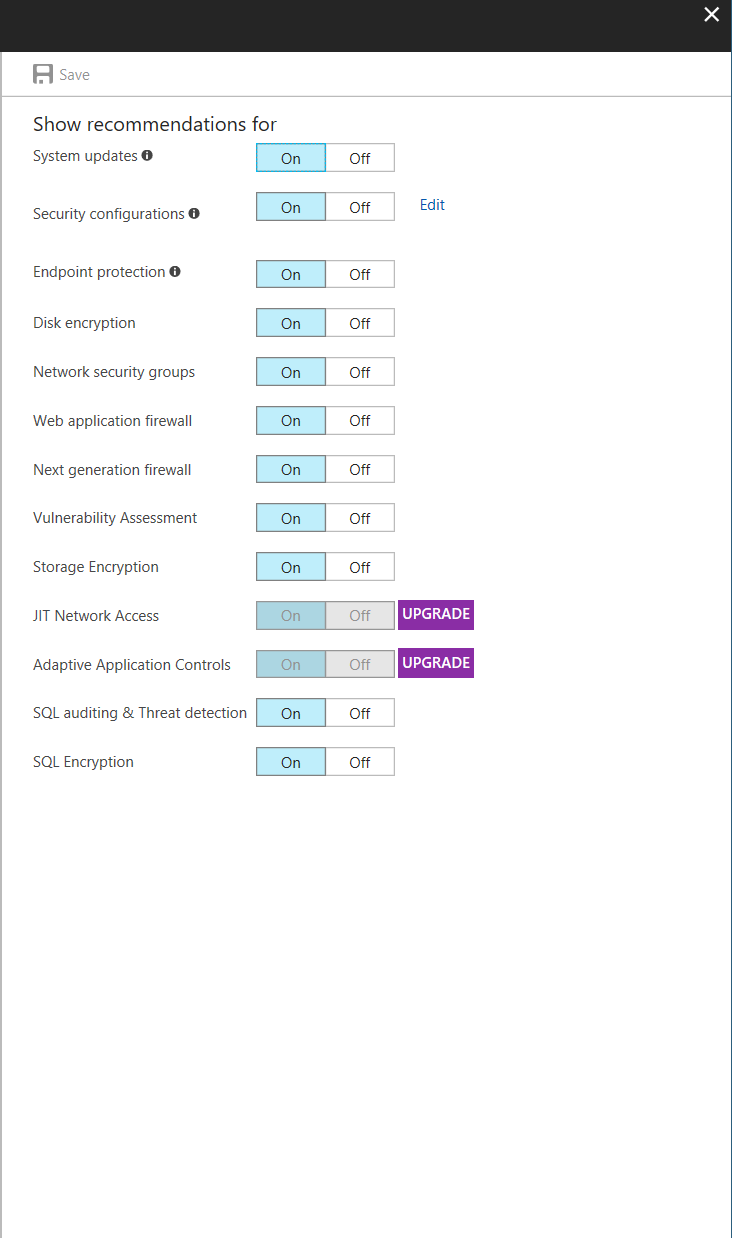 Save
Show recommendations for
System updates On Off
Security configurations On Off Edit
Endpoint protection On Off
Disk encryption On Off
Network security groups On Off
Web application firewall On Off
Next generation firewall On Off
Vulnerability Assessment On Off
Storage Encryption On Off
JIT Network Access On Off UPGRADE
Adaptive Application Controls On Off UPGRADE
SQL auditing & Threat detection On Off
SQL Encryption On Off